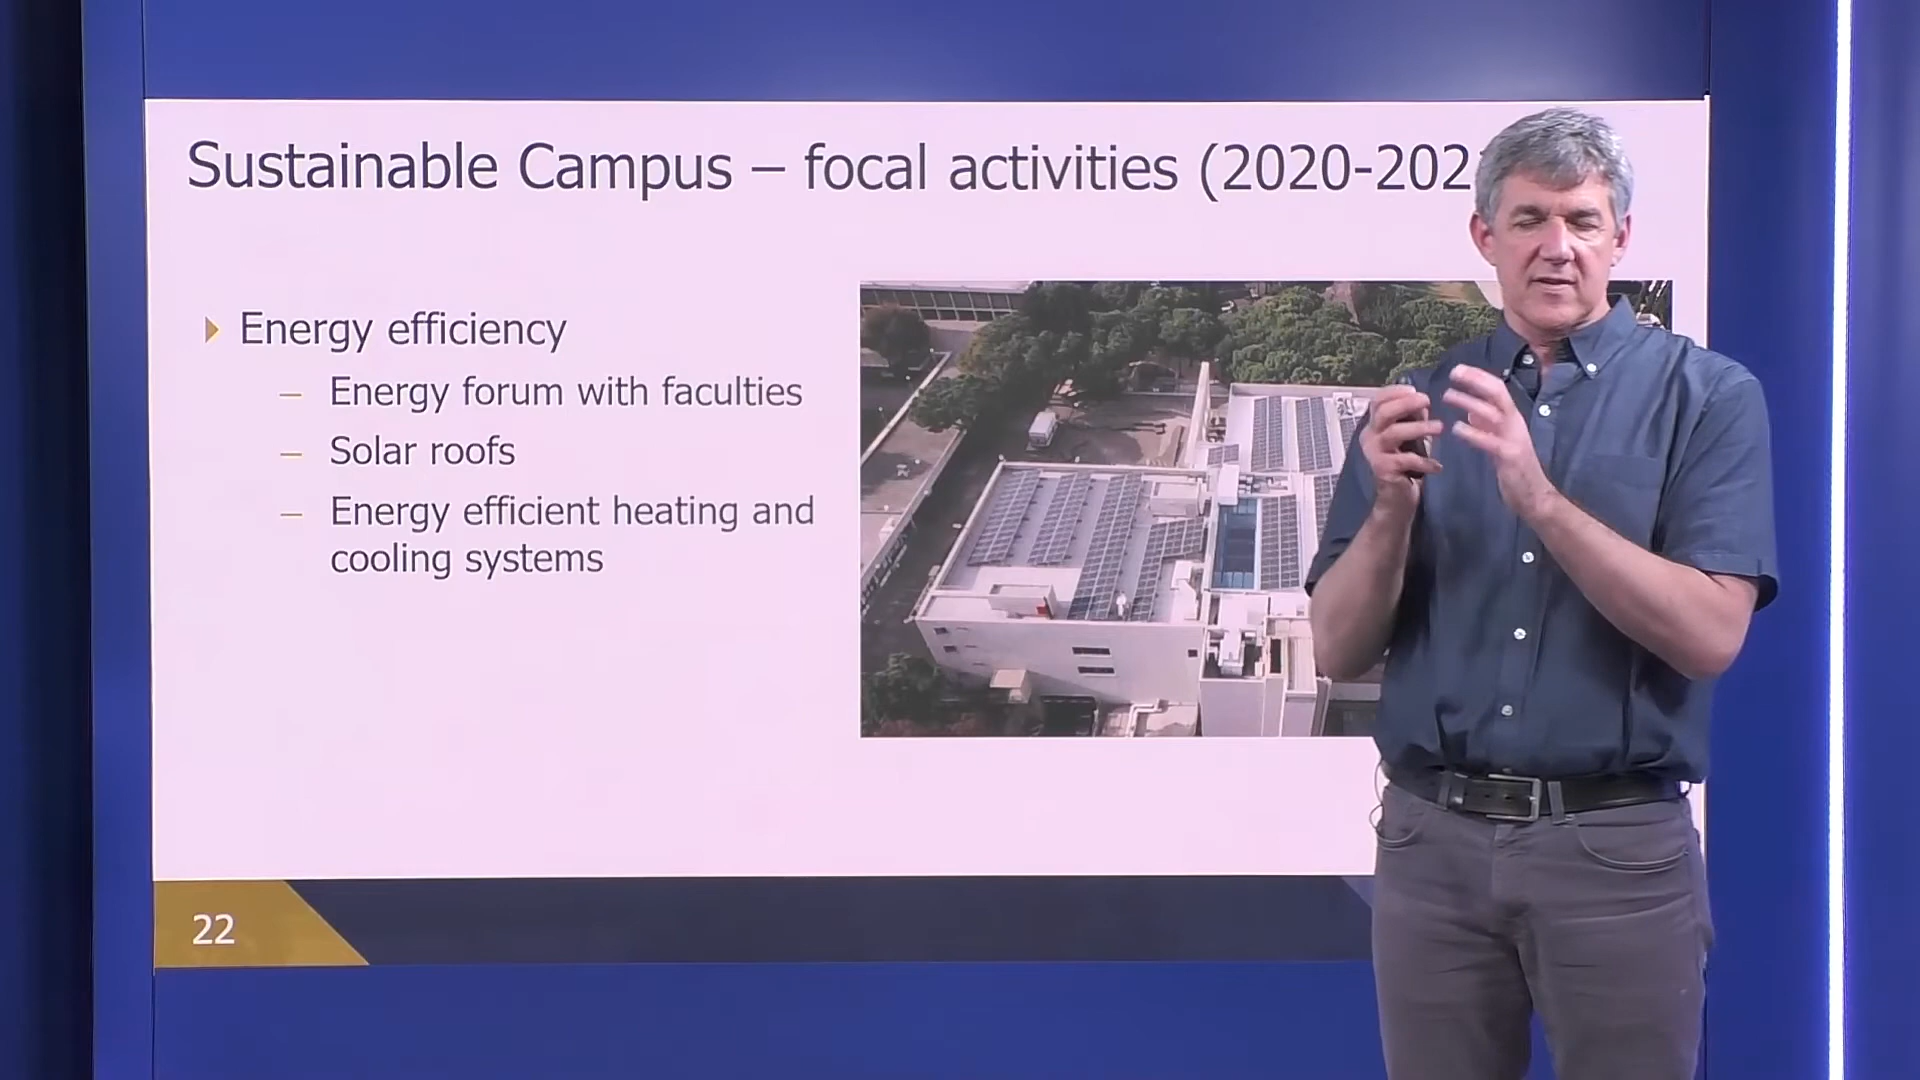 Sustainable Campus – focal activities (2020-202
Energy efficiency
– Energy forum with faculties
– Solar roofs
– Energy efficient heating and
cooling systems
22